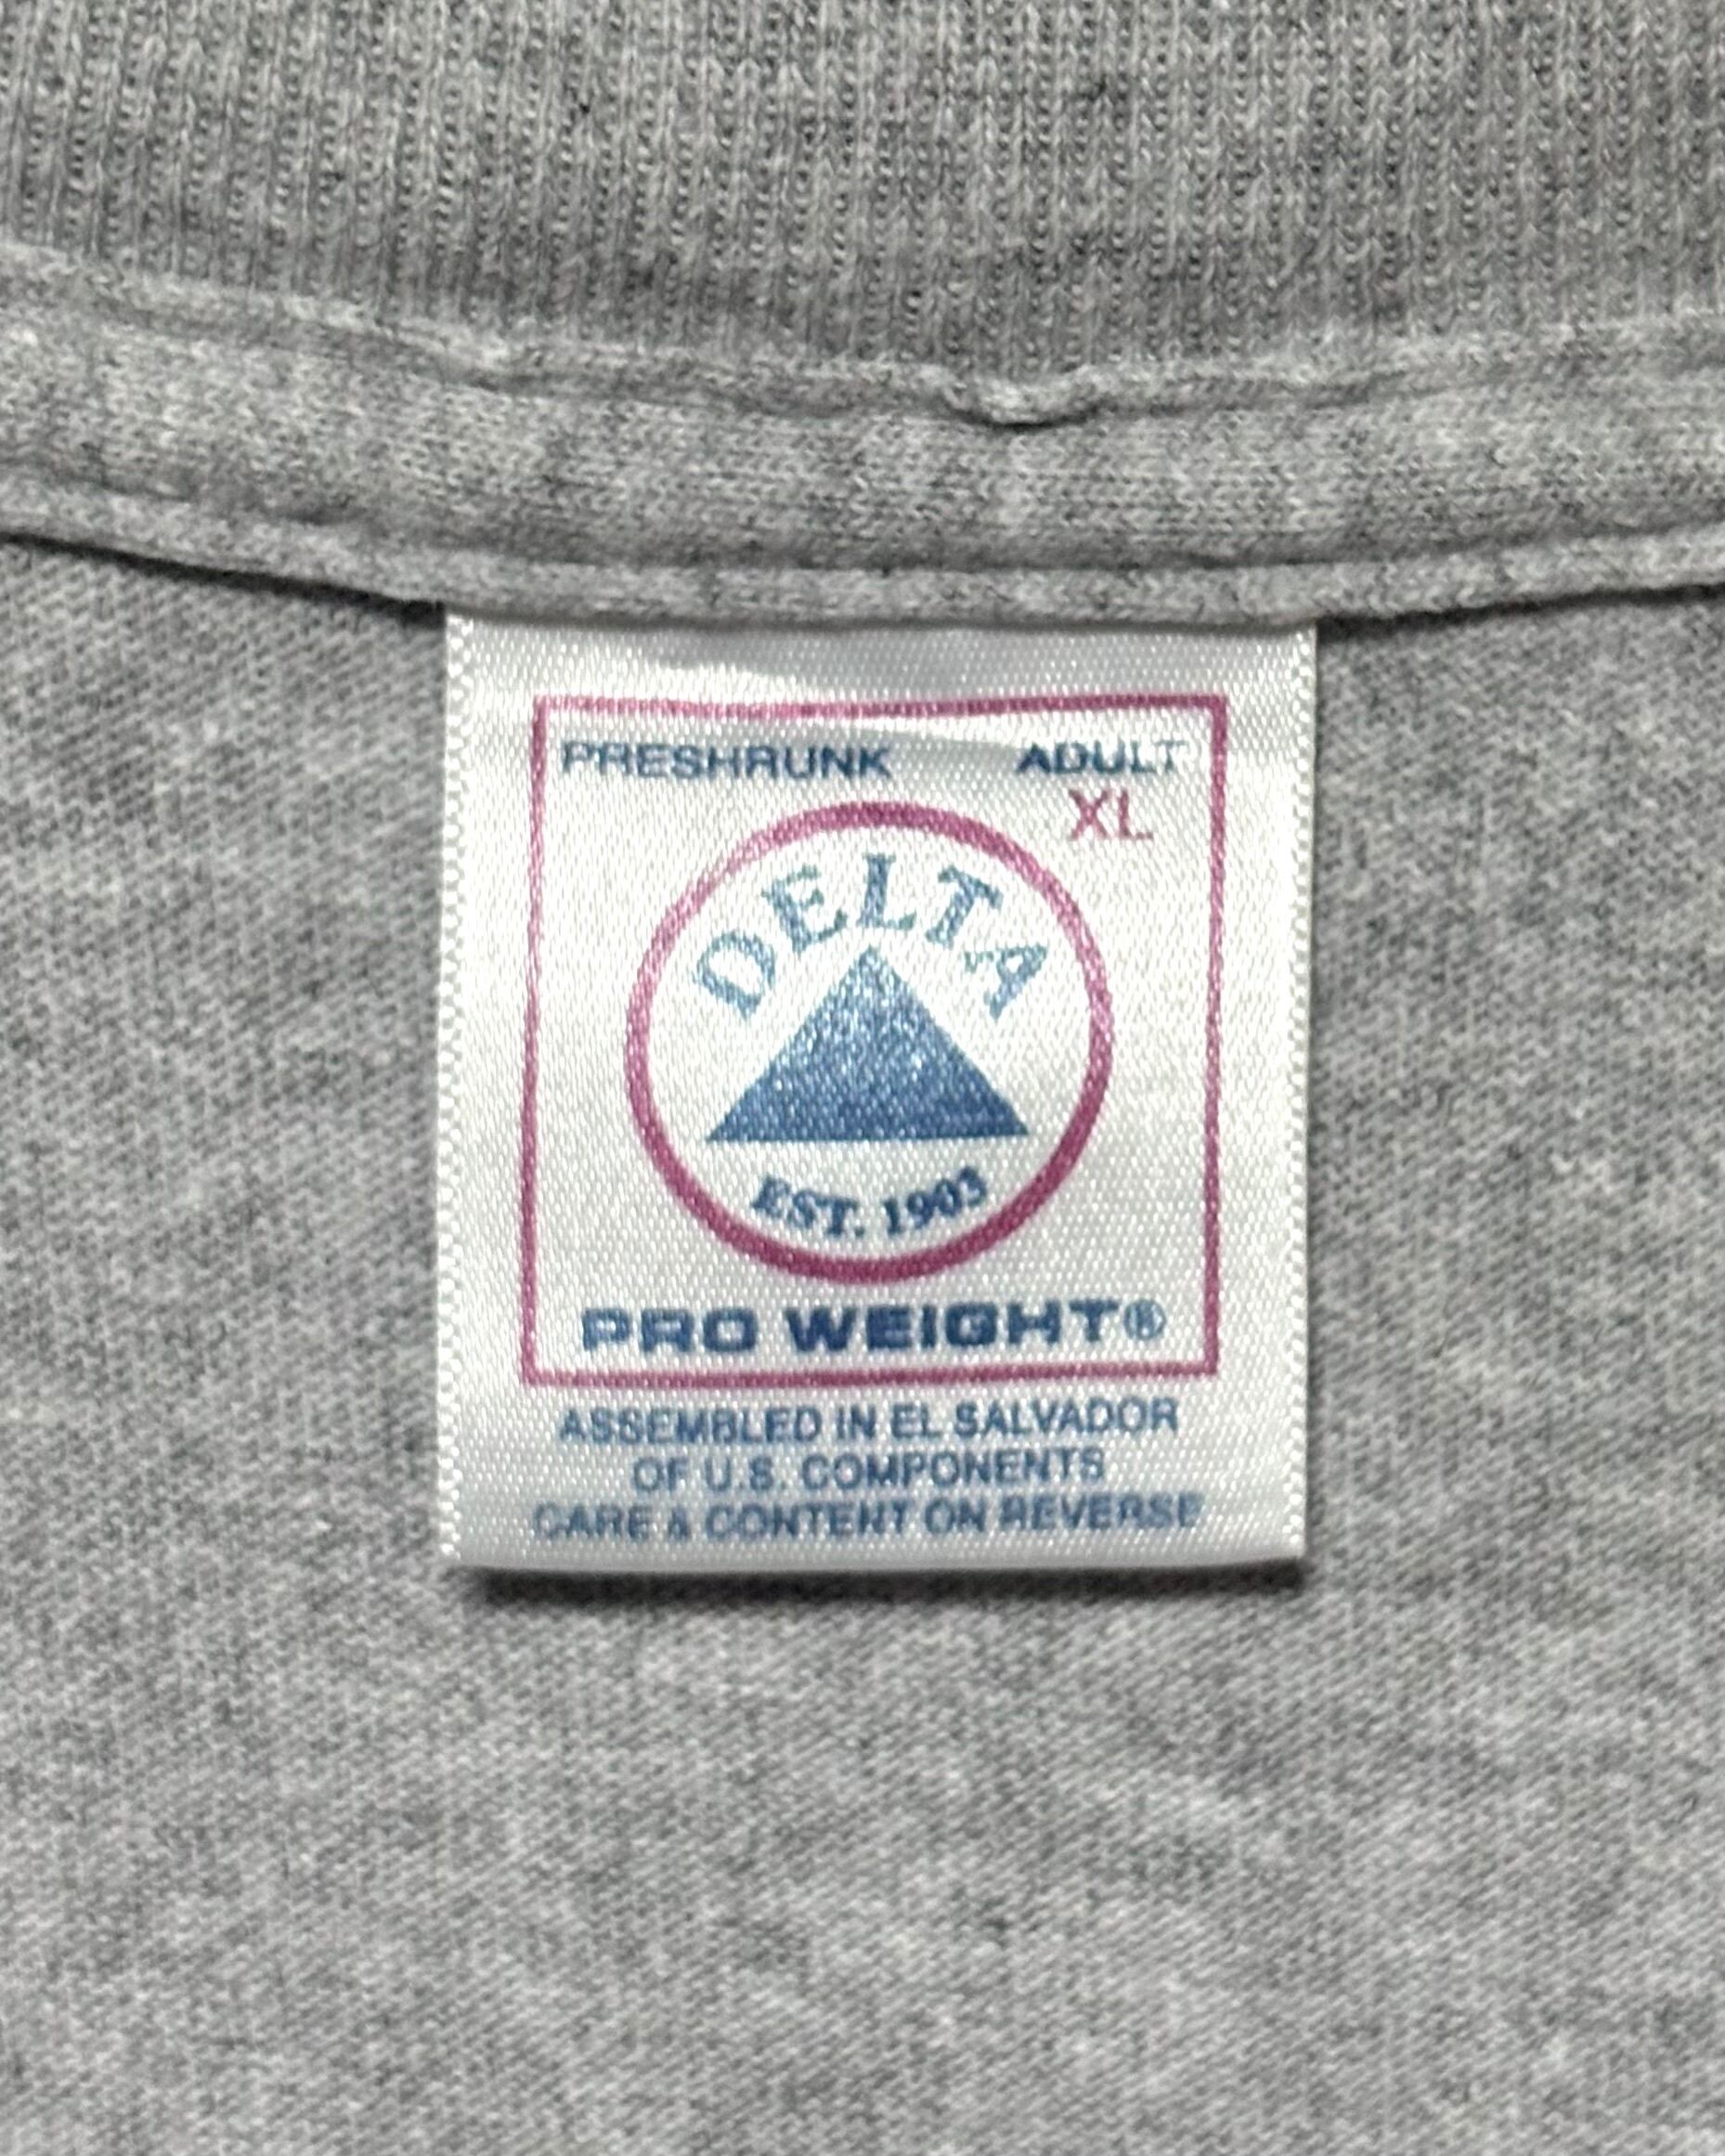 PRESHRUNK ADULT
XL
DELTA
EST. 1903
PRO WEIGHT®
ASSEMBLED IN EL SALVADOR
OF U.S. COMPONENTS
CARE & CONTENT ON REVERSE